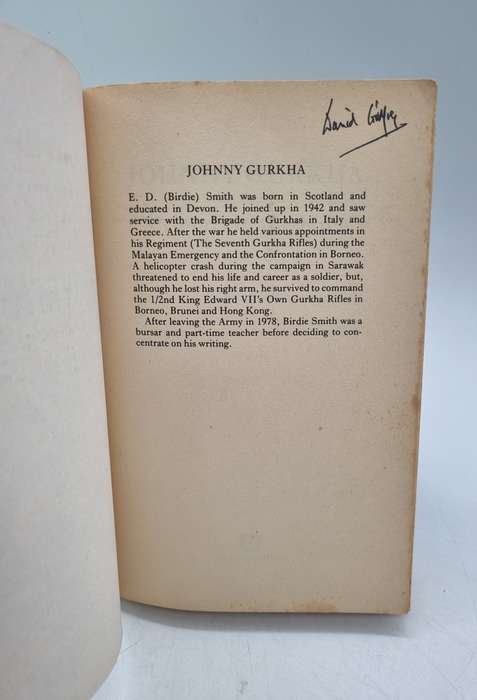 David
JOHNNY GURKHA
E. D. (Birdie) Smith was born in Scotland and
educated in Devon. He joined up in 1942 and saw
service with the Brigade of Gurkhas in Italy and
Greece. After the war he held various appointments in
his Regiment (The Seventh Gurkha Rifles) during the
Malayan Emergency and the Confrontation in Borneo.
A helicopter crash during the campaign in Sarawak
threatened to end his life and career as a soldier, but,
although he lost his right arm, he survived to command
the 1/2nd King Edward VII's Own Gurkha Rifles in
Borneo, Brunei and Hong Kong.
After leaving the Army in 1978, Birdie Smith was a
bursar and part-time teacher before deciding to con-
centrate on his writing.